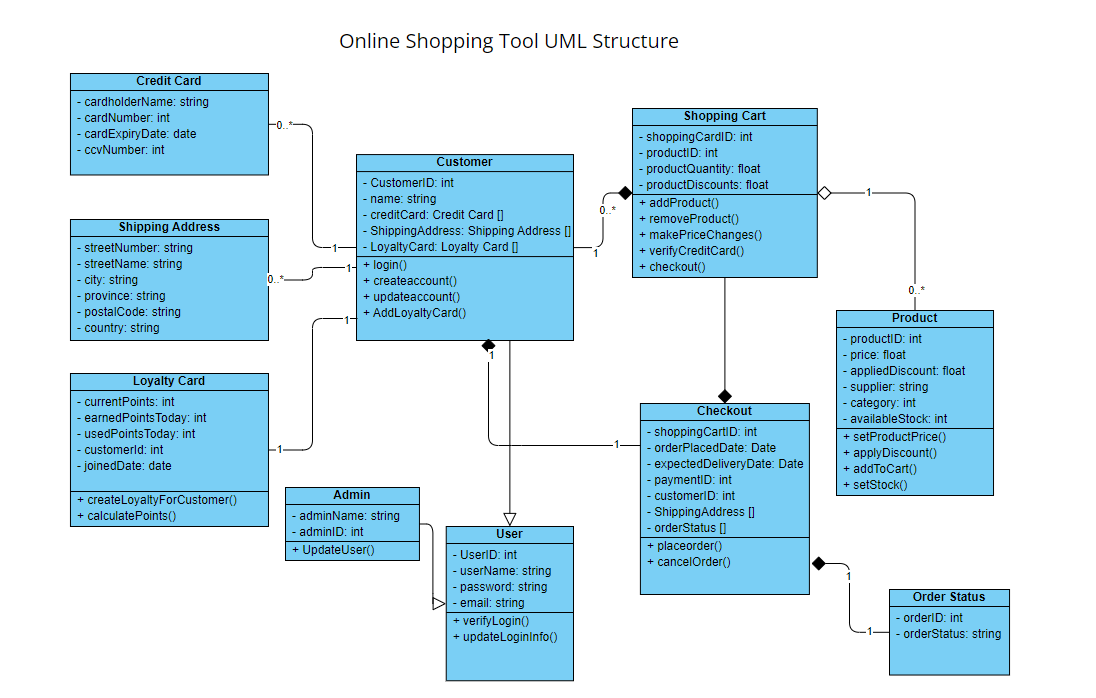 Online Shopping Tool UML Structure
Credit Card
- cardholderName: string
- cardNumber: int
- cardExpiryDate: date
- ccvNumber: int
0..*
1
Shipping Address
- streetNumber: string
- streetName: string
- city: string
- province: string
- postalCode: string
- country: string
0..*
1
Loyalty Card
- currentPoints: int
- earnedPointsToday: int
- usedPointsToday: int
- customerId: int
- joinedDate: date
+ createLoyaltyForCustomer()
+ calculatePoints()
1
1
Customer
- CustomerID: int
- name: string
- creditCard: Credit Card []
- ShippingAddress: Shipping Address []
- LoyaltyCard: Loyalty Card []
+ login()
+ createaccount()
+ updateaccount()
+ AddLoyaltyCard()
1
0..*
Shopping Cart
- shoppingCardID: int
- productID: int
- productQuantity: float
- productDiscounts: float
+ addProduct()
+ removeProduct()
+ makePriceChanges()
+ verifyCreditCard()
+ checkout()
1
0..*
Product
- productID: int
- price: float
- appliedDiscount: float
- supplier: string
- category: int
- availableStock: int
+ setProductPrice()
+ applyDiscount()
+ addToCart()
+ setStock()
1
1
Checkout
- shoppingCartID: int
- orderPlacedDate: Date
- expectedDeliveryDate: Date
- paymentID: int
- customerID: int
- ShippingAddress []
- orderStatus []
+ placeorder()
+ cancelOrder()
Admin
- adminName: string
- adminID: int
+ UpdateUser()
User
- UserID: int
- userName: string
- password: string
- email: string
+ verifyLogin()
+ updateLoginInfo()
1
1
Order Status
- orderID: int
- orderStatus: string